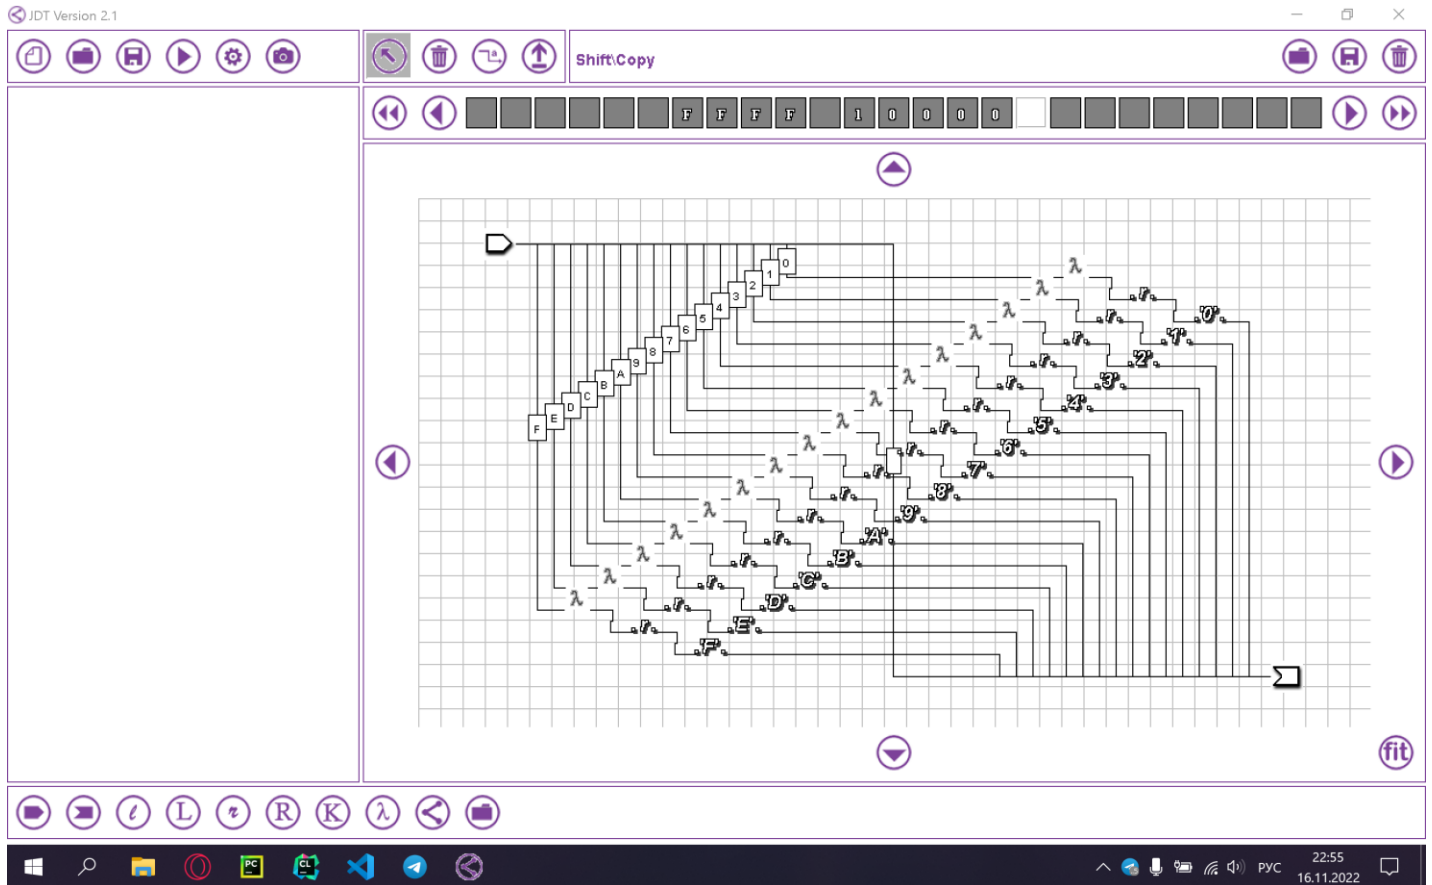 JDT Version 2.1
Shift\Copy
F F F F 1 0 0 0 0
0
1
2
3
4
5
6
7
8
9
A
B
C
D
E
F
λ r '0'
λ r '1'
λ r '2'
λ r '3'
λ r '4'
λ r '5'
λ r '6'
λ r '7'
λ r '8'
λ r '9'
λ r 'A'
λ r 'B'
λ r 'C'
λ r 'D'
λ r 'E'
λ r 'F'
fit
l L r R K λ
PC CL РУС 22:55
16.11.2022